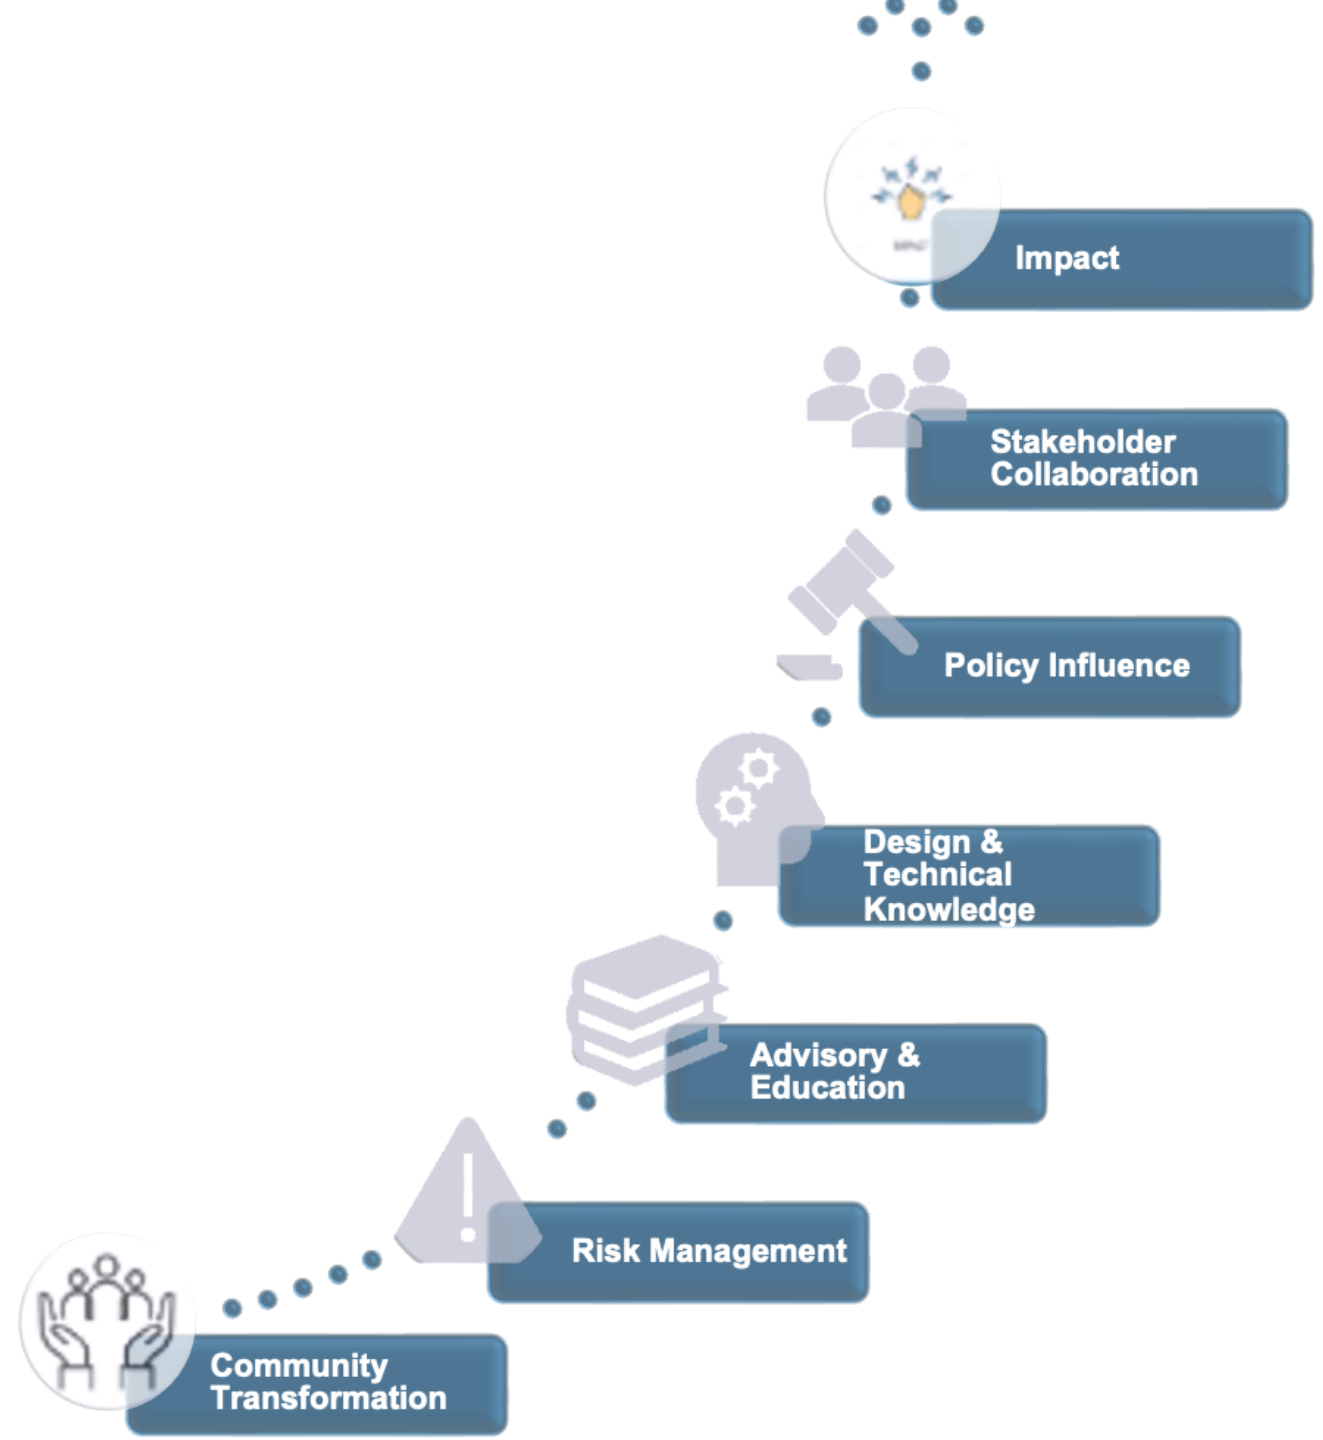 Impact
Stakeholder
Collaboration
Policy Influence
Design &
Technical
Knowledge
Advisory &
Education
Risk Management
Community
Transformation